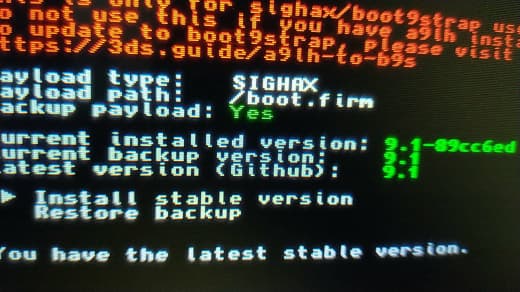 is only for sighax/boot9strap use
o not use this if you have a9lh insta
o update to boot9strap, please visit
ttps://3ds.guide/a9lh-to-b9s
ayload type: SIGHAX
ayload path: /boot.firm
ackup payload: Yes
urrent installed version: 9.1-89cc6ed
urrent backup version: 9.1
atest version (Github): 9.1
► Install stable version
Restore backup
You have the latest stable version.